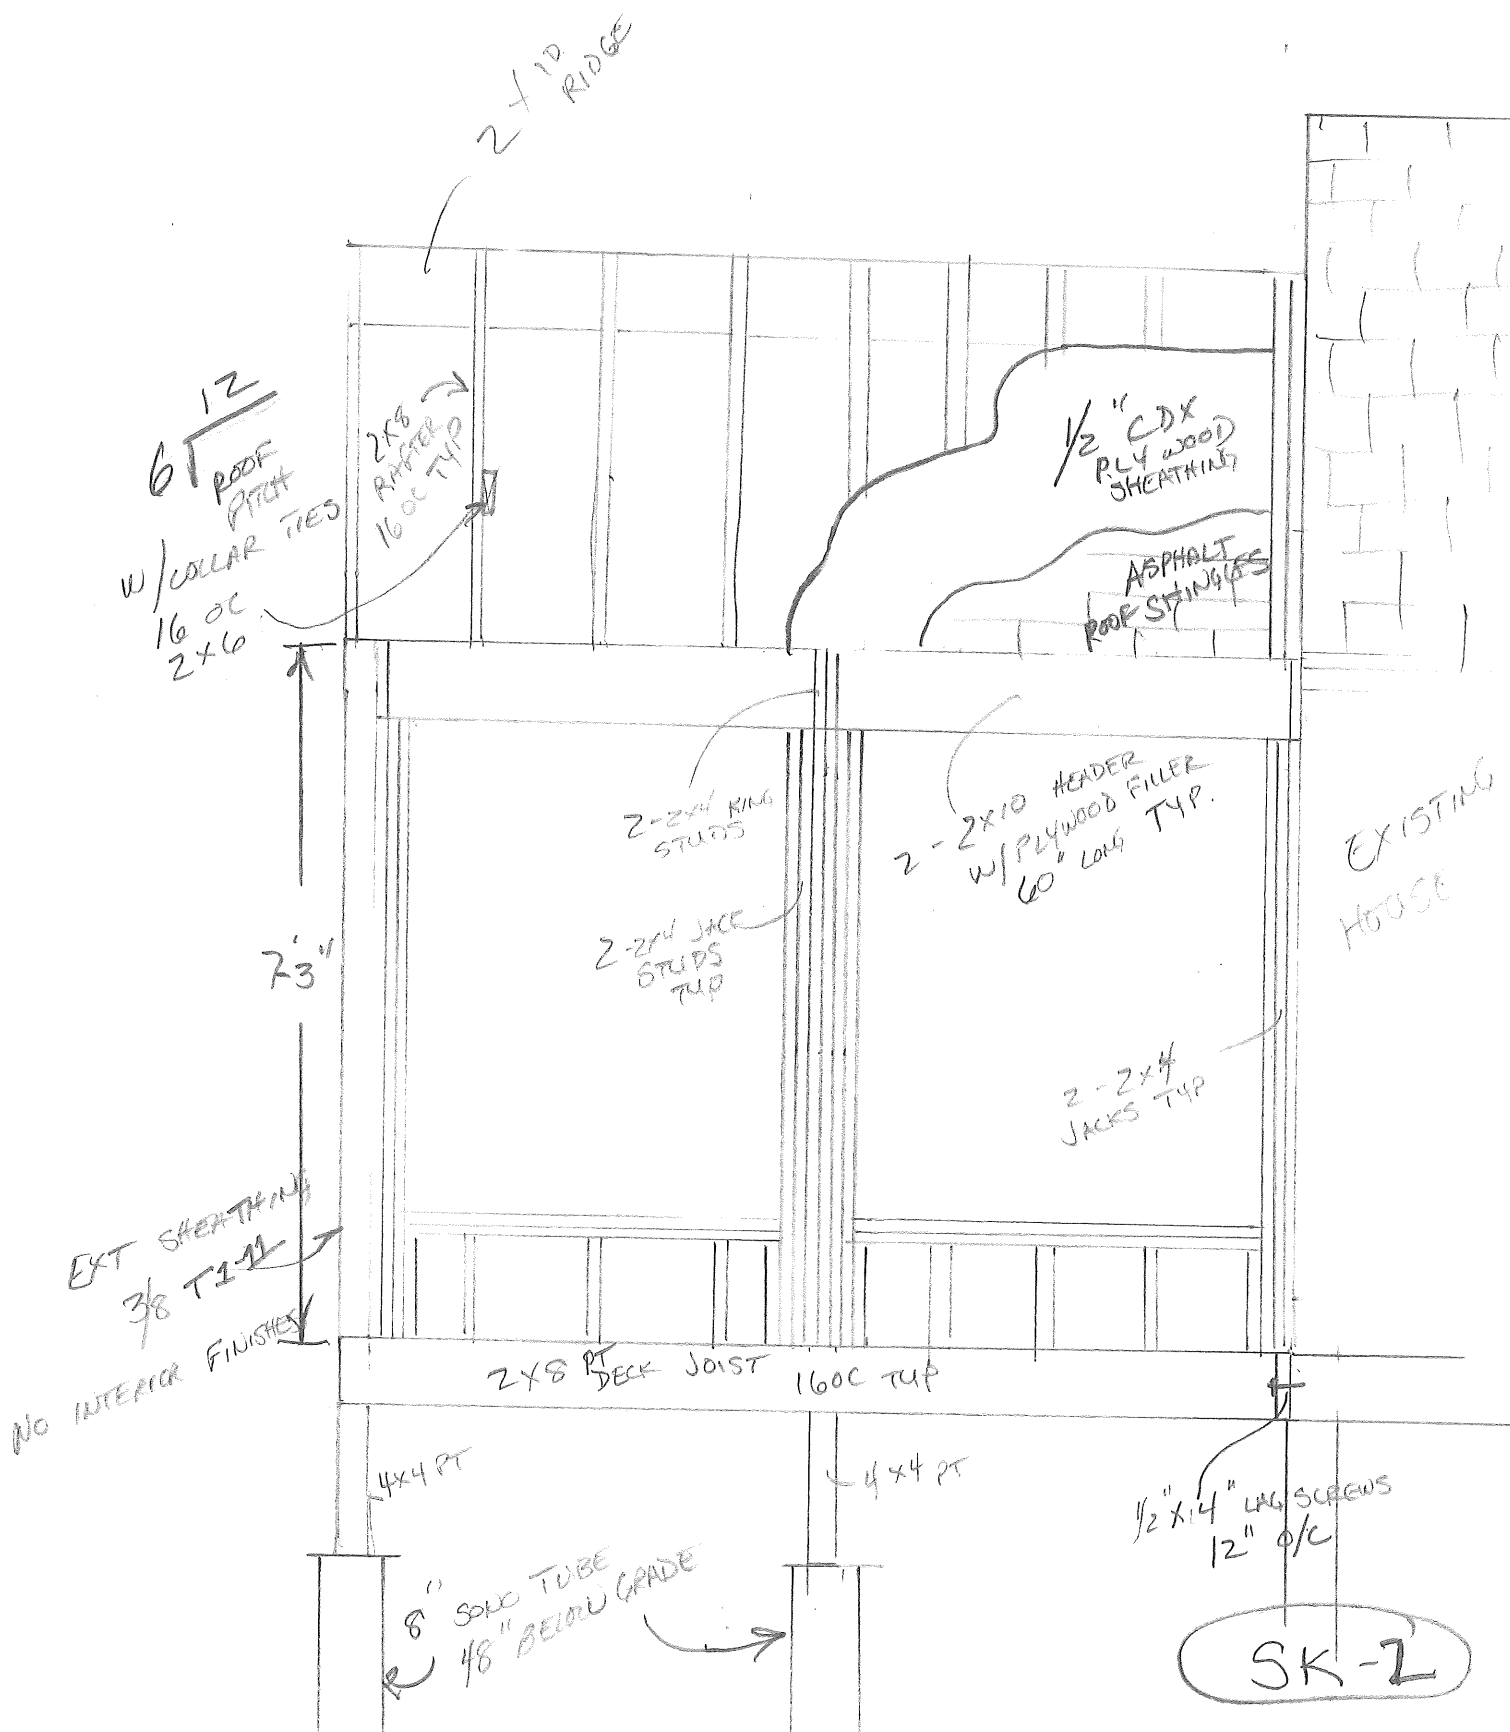 2 x 10
RIDGE
12
6
ROOF
PITCH
W/COLLAR TIES
16 OC
2x6
2x8
RAFTER
16 OC TYP
1/2" CDX
PLYWOOD
SHEATHING
ASPHALT
ROOF SHINGLES
2-2x4 KING
STUDS
2-2x10 HEADER
W/PLYWOOD FILLER
60" LONG TYP.
EXISTING
HOUSE
2-2x4 JACK
STUDS
TYP
7'3"
2-2x4
JACKS TYP
EXT SHEATHING
3/8 T1-11
NO INTERIOR FINISHES
2x8 PT DECK JOIST 16OC TYP
4x4 PT
4x4 PT
1/2" x 4" LAG SCREWS
12" O/C
8" SONO TUBE
48" BELOW GRADE
SK-2